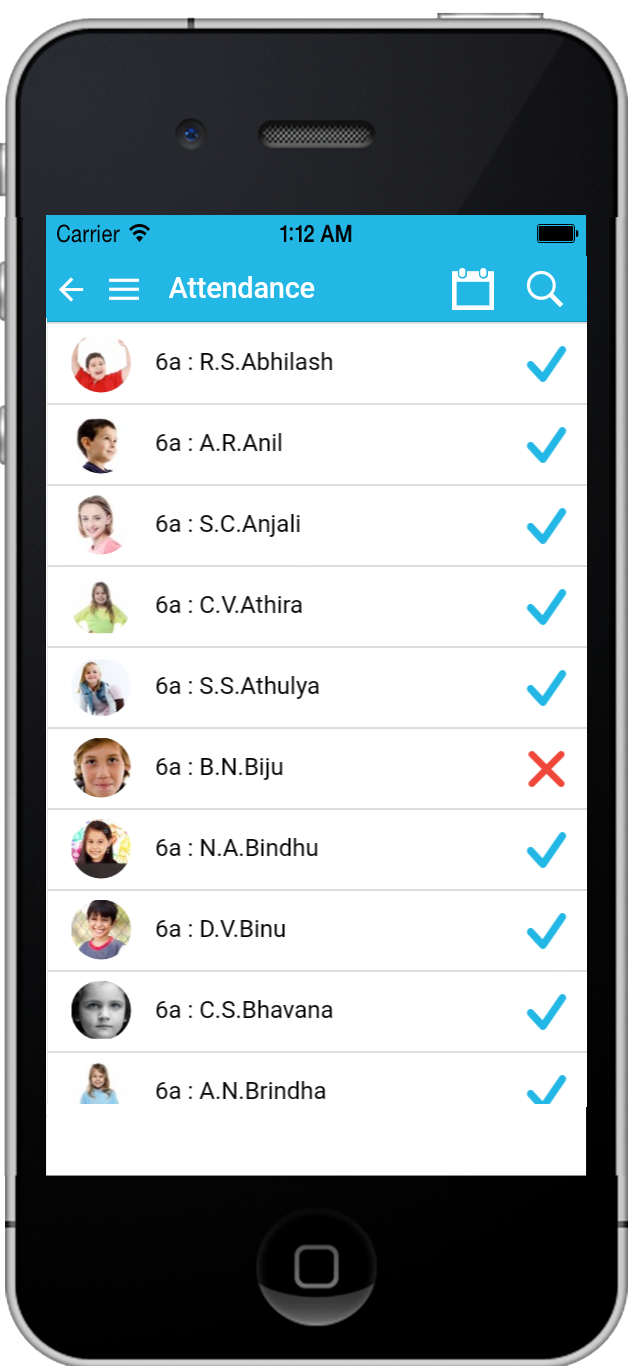 Carrier 1:12 AM
Attendance
6a : R.S.Abhilash
6a : A.R.Anil
6a : S.C.Anjali
6a : C.V.Athira
6a : S.S.Athulya
6a : B.N.Biju
6a : N.A.Bindhu
6a : D.V.Binu
6a : C.S.Bhavana
6a : A.N.Brindha